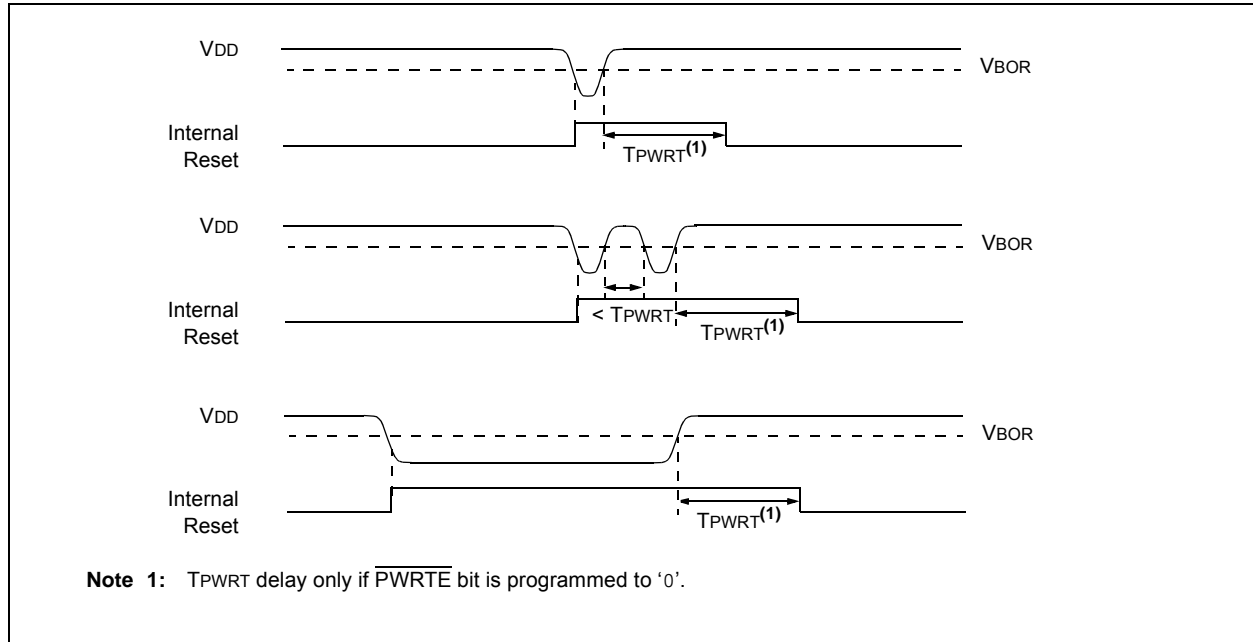 VDD
VBOR
Internal
Reset
TPWRT(1)
VDD
VBOR
Internal
Reset
< TPWRT
TPWRT(1)
VDD
VBOR
Internal
Reset
TPWRT(1)
Note 1: TPWRT delay only if PWRTE bit is programmed to ‘0’.